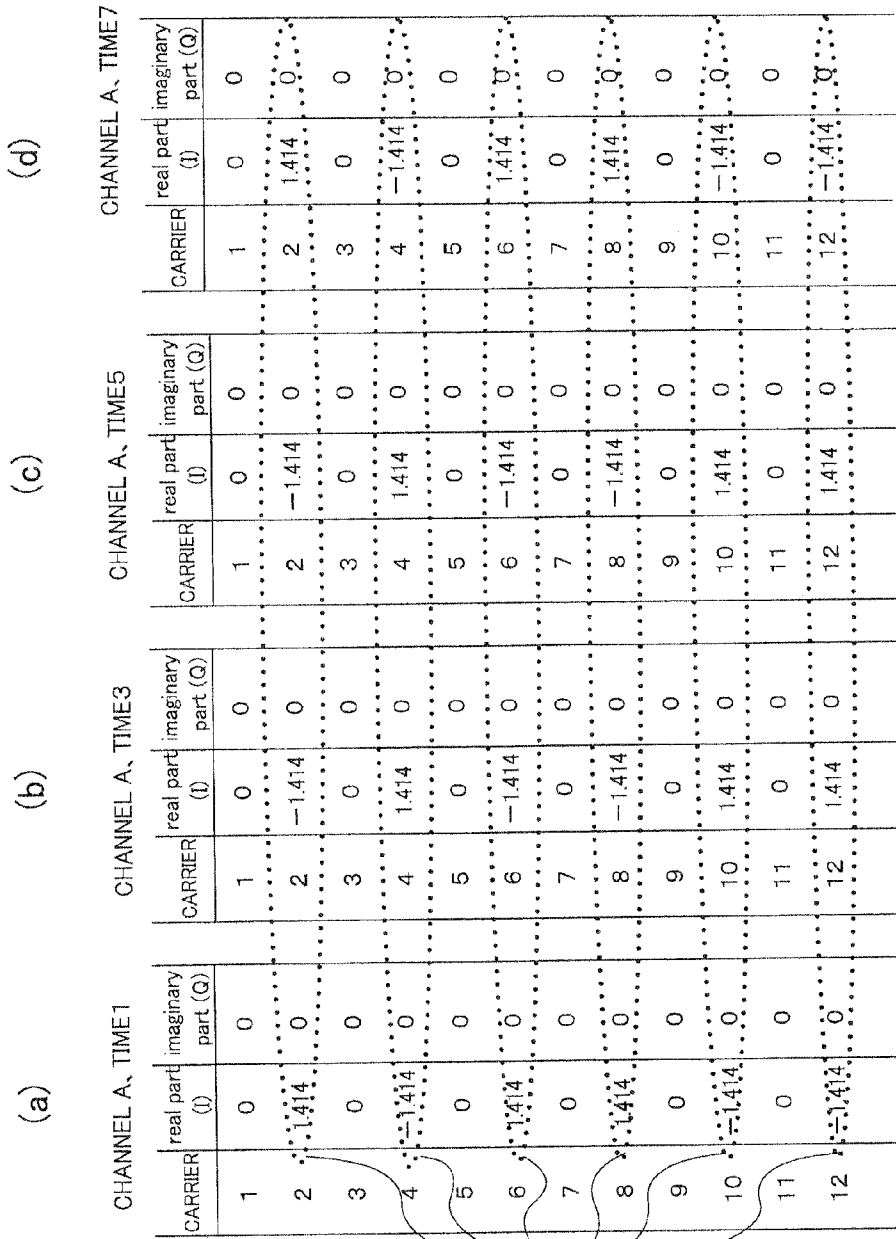 (a)
CHANNEL A、TIME1
CARRIER real part (I) imaginary part (Q)
1 0 0
2 1.414 0
3 0 0
4 −1.414 0
5 0 0
6 1.414 0
7 0 0
8 1.414 0
9 0 0
10 −1.414 0
11 0 0
12 −1.414 0
(b)
CHANNEL A、TIME3
CARRIER real part (I) imaginary part (Q)
1 0 0
2 −1.414 0
3 0 0
4 1.414 0
5 0 0
6 −1.414 0
7 0 0
8 −1.414 0
9 0 0
10 1.414 0
11 0 0
12 1.414 0
(c)
CHANNEL A、TIME5
CARRIER real part (I) imaginary part (Q)
1 0 0
2 −1.414 0
3 0 0
4 1.414 0
5 0 0
6 −1.414 0
7 0 0
8 −1.414 0
9 0 0
10 1.414 0
11 0 0
12 1.414 0
(d)
CHANNEL A、TIME7
CARRIER real part (I) imaginary part (Q)
1 0 0
2 1.414 0
3 0 0
4 −1.414 0
5 0 0
6 1.414 0
7 0 0
8 1.414 0
9 0 0
10 −1.414 0
11 0 0
12 −1.414 0